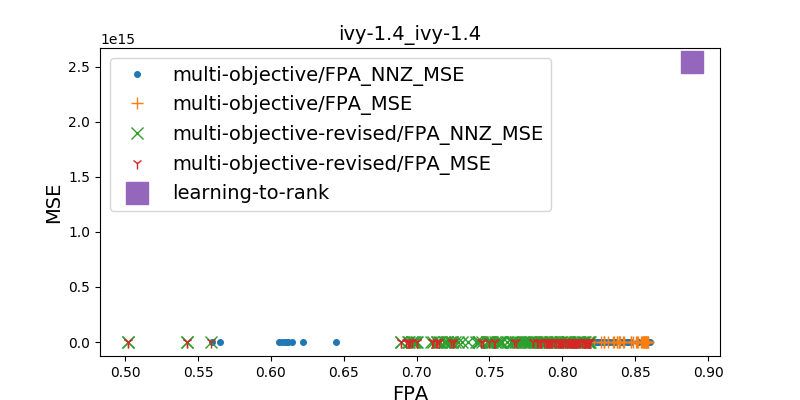 ivy-1.4_ivy-1.4
1e15
2.5
2.0
1.5
1.0
0.5
0.0
MSE
multi-objective/FPA_NNZ_MSE
multi-objective/FPA_MSE
multi-objective-revised/FPA_NNZ_MSE
multi-objective-revised/FPA_MSE
learning-to-rank
0.50 0.55 0.60 0.65 0.70 0.75 0.80 0.85 0.90
FPA